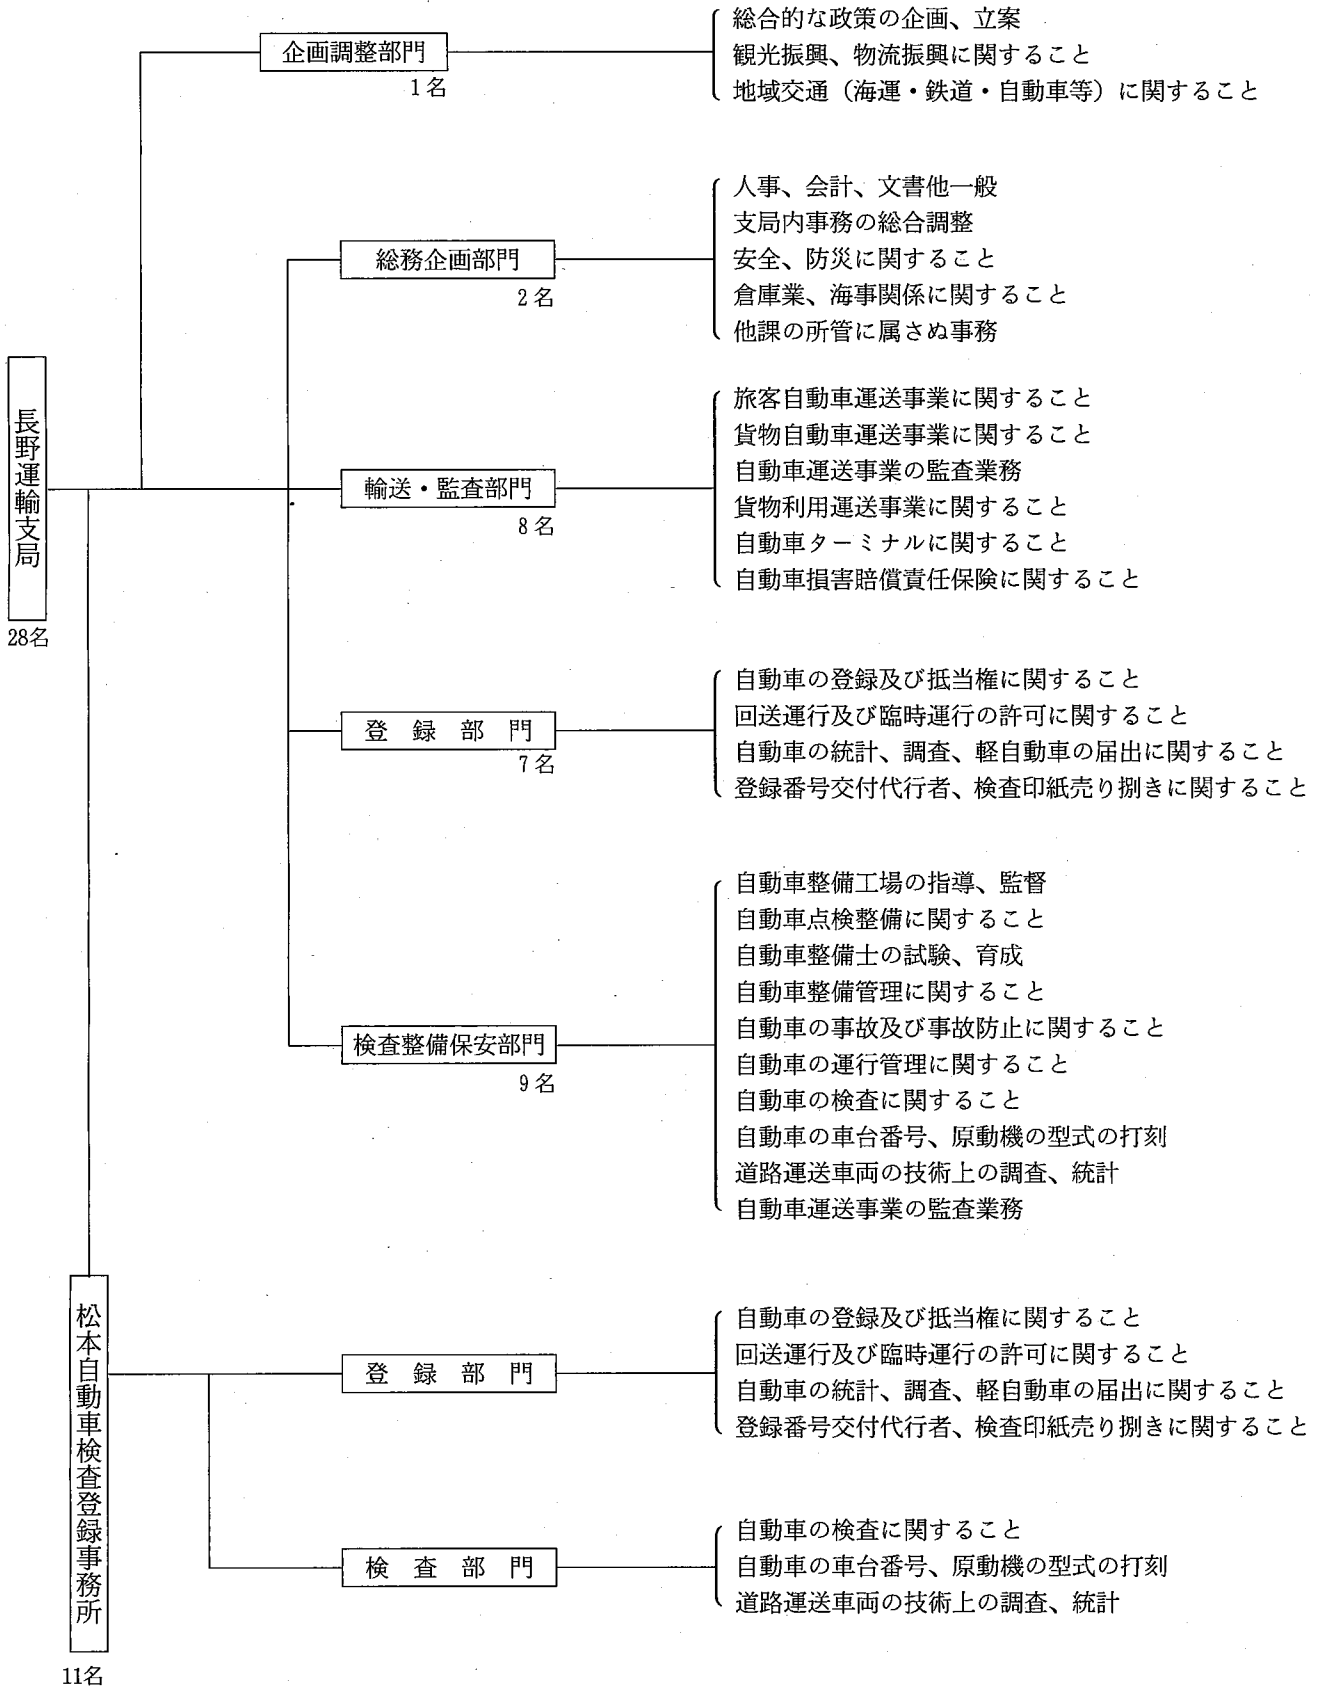 長野運輸支局
28名
企画調整部門
1名
総合的な政策の企画、立案
観光振興、物流振興に関すること
地域交通（海運・鉄道・自動車等）に関すること
総務企画部門
2名
人事、会計、文書他一般
支局内事務の総合調整
安全、防災に関すること
倉庫業、海事関係に関すること
他課の所管に属さぬ事務
輸送・監査部門
8名
旅客自動車運送事業に関すること
貨物自動車運送事業に関すること
自動車運送事業の監査業務
貨物利用運送事業に関すること
自動車ターミナルに関すること
自動車損害賠償責任保険に関すること
登録部門
7名
自動車の登録及び抵当権に関すること
回送運行及び臨時運行の許可に関すること
自動車の統計、調査、軽自動車の届出に関すること
登録番号交付代行者、検査印紙売り捌きに関すること
検査整備保安部門
9名
自動車整備工場の指導、監督
自動車点検整備に関すること
自動車整備士の試験、育成
自動車整備管理に関すること
自動車の事故及び事故防止に関すること
自動車の運行管理に関すること
自動車の検査に関すること
自動車の車台番号、原動機の型式の打刻
道路運送車両の技術上の調査、統計
自動車運送事業の監査業務
松本自動車検査登録事務所
11名
登録部門
自動車の登録及び抵当権に関すること
回送運行及び臨時運行の許可に関すること
自動車の統計、調査、軽自動車の届出に関すること
登録番号交付代行者、検査印紙売り捌きに関すること
検査部門
自動車の検査に関すること
自動車の車台番号、原動機の型式の打刻
道路運送車両の技術上の調査、統計